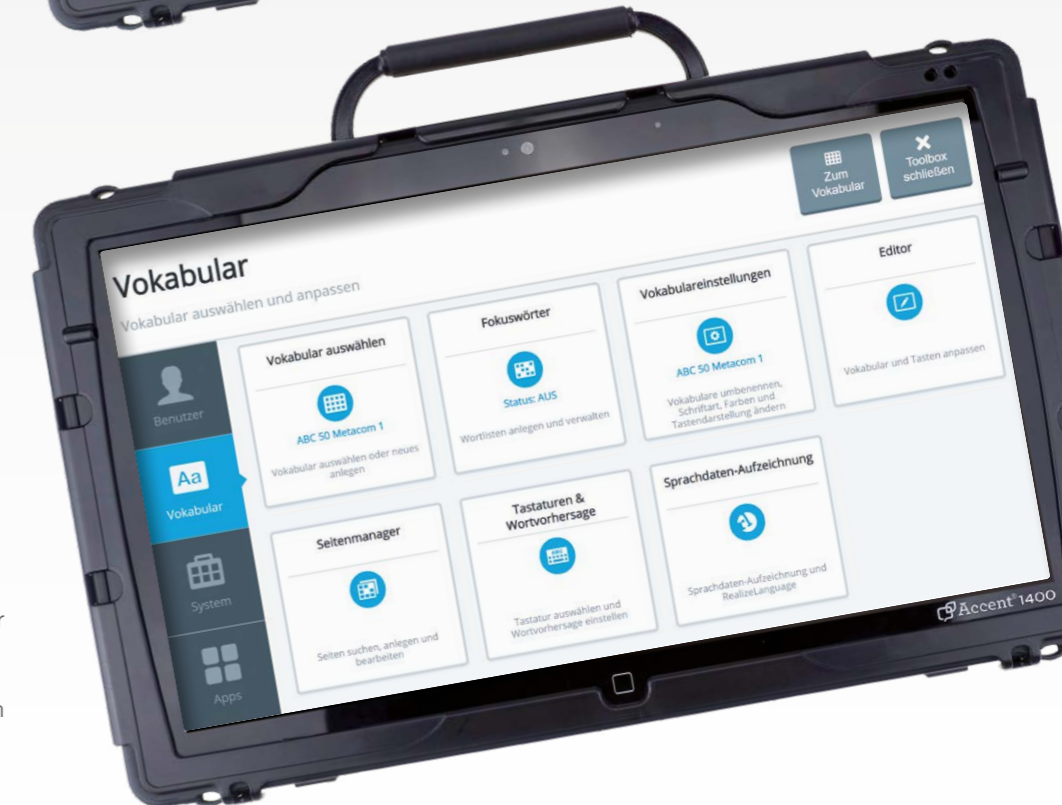 Zum
Vokabular
Toolbox
schließen
Vokabular
Vokabular auswählen und anpassen
Benutzer
Aa
Vokabular
System
Apps
Vokabular auswählen
ABC 50 Metacom 1
Vokabular auswählen oder neues
anlegen
Fokuswörter
Status: AUS
Wortlisten anlegen und verwalten
Vokabulareinstellungen
ABC 50 Metacom 1
Vokabulare umbenennen,
Schriftart, Farben und
Tastendarstellung ändern
Editor
Vokabular und Tasten anpassen
Seitenmanager
Seiten suchen, anlegen und
bearbeiten
Tastaturen &
Wortvorhersage
Tastatur auswählen und
Wortvorhersage einstellen
Sprachdaten-Aufzeichnung
Sprachdaten-Aufzeichnung und
RealizeLanguage
Accent® 1400